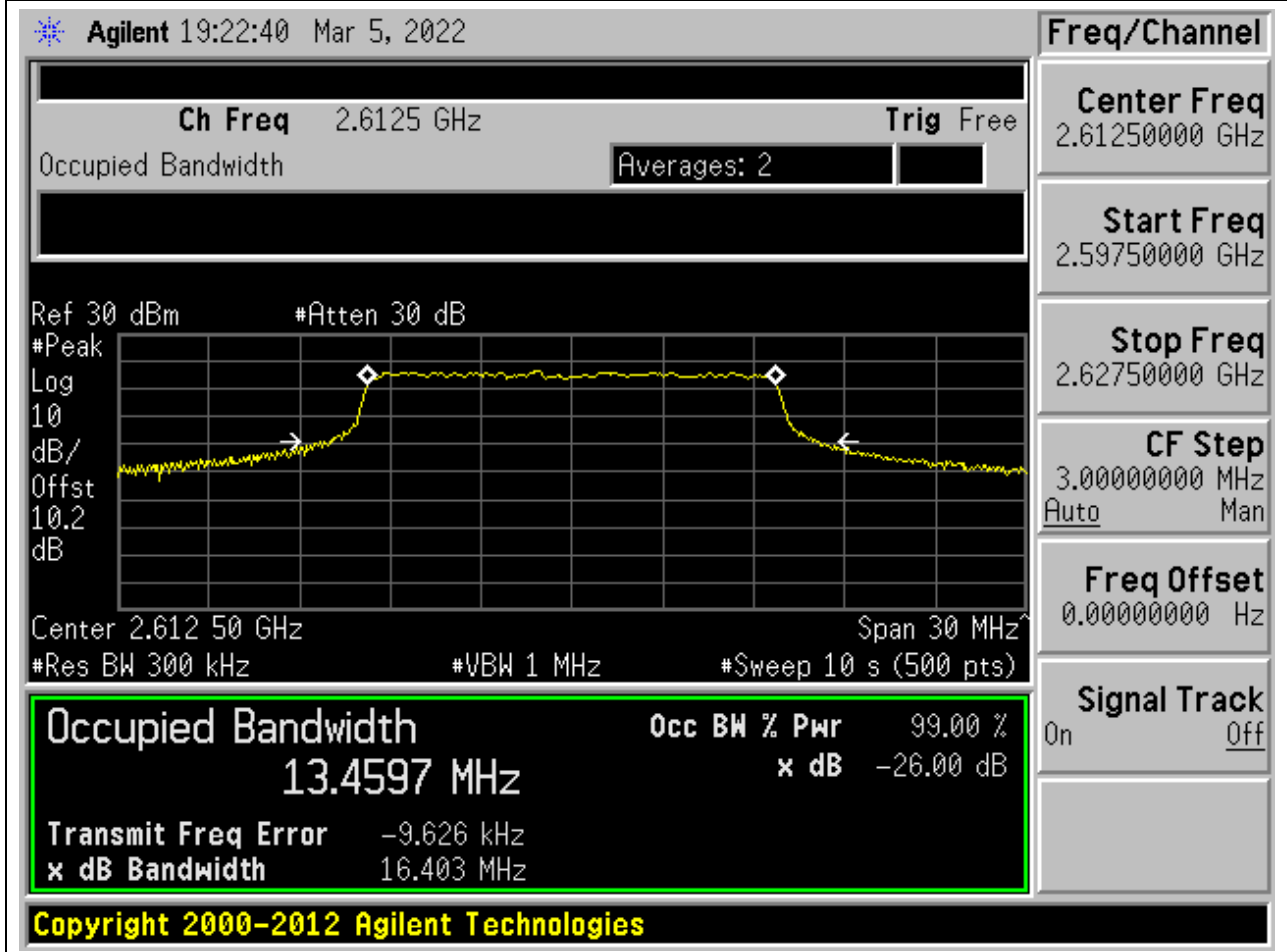 Agilent 19:22:40 Mar 5, 2022
Ch Freq 2.6125 GHz Trig Free
Occupied Bandwidth Averages: 2
Ref 30 dBm #Atten 30 dB
#Peak
Log
10
dB/
Offst
10.2
dB
Center 2.612 50 GHz Span 30 MHz^
#Res BW 300 kHz #VBW 1 MHz #Sweep 10 s (500 pts)
Occupied Bandwidth Occ BW % Pwr 99.00 %
13.4597 MHz x dB -26.00 dB
Transmit Freq Error -9.626 kHz
x dB Bandwidth 16.403 MHz
Copyright 2000-2012 Agilent Technologies
Freq/Channel
Center Freq
2.61250000 GHz
Start Freq
2.59750000 GHz
Stop Freq
2.62750000 GHz
CF Step
3.00000000 MHz
Auto Man
Freq Offset
0.00000000 Hz
Signal Track
On Off